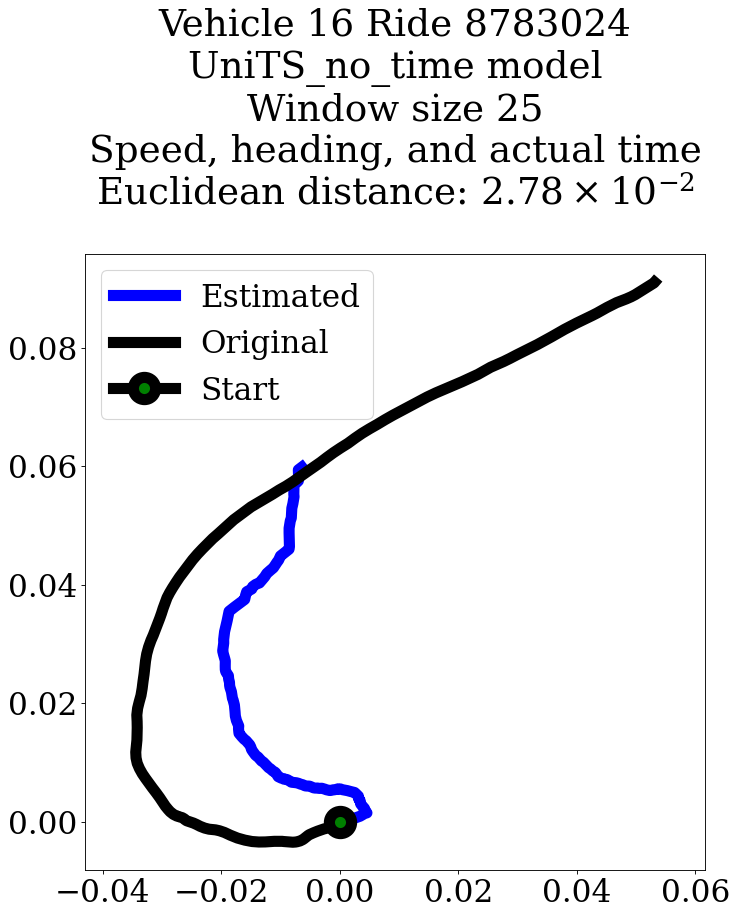 Vehicle 16 Ride 8783024
UniTS_no_time model
Window size 25
Speed, heading, and actual time
Euclidean distance: 2.78 × 10⁻²
Estimated
Original
Start
0.08
0.06
0.04
0.02
0.00
−0.04 −0.02 0.00 0.02 0.04 0.06